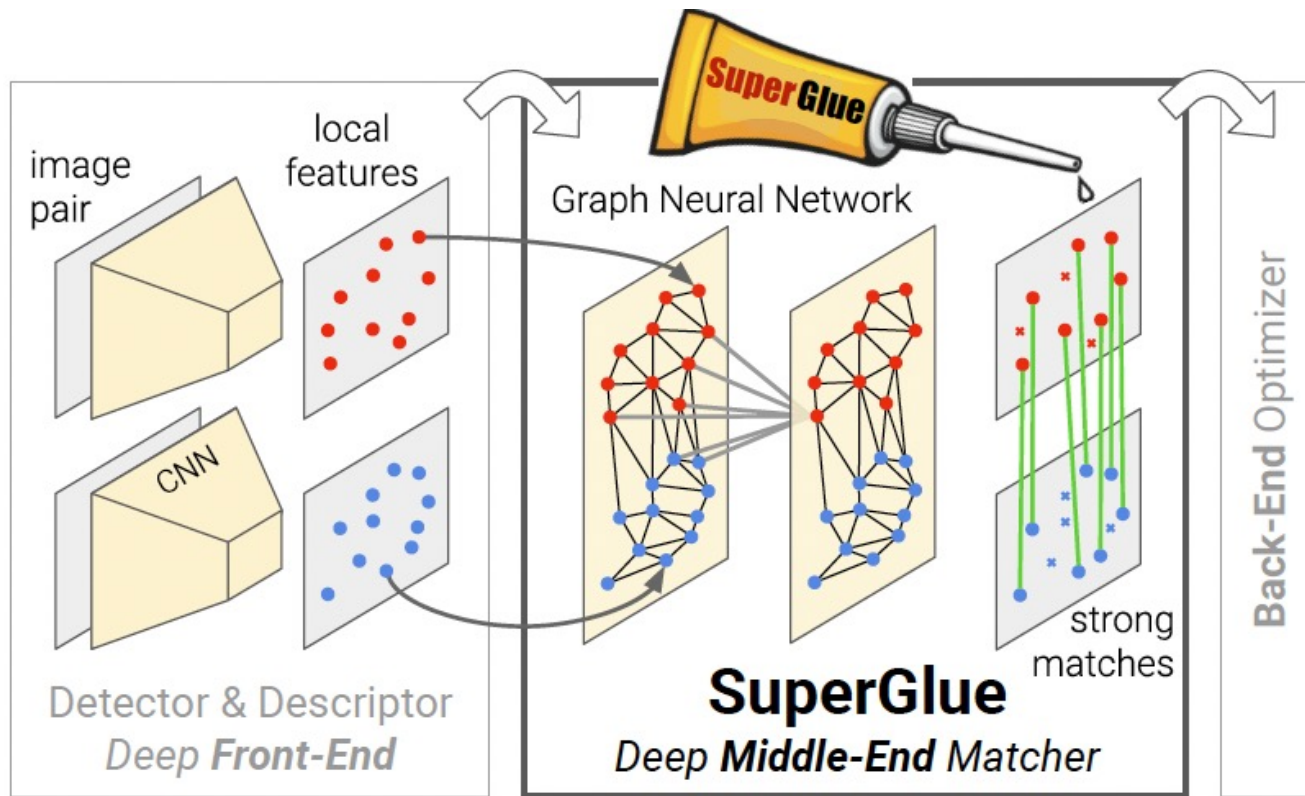 image
pair
local
features
CNN
Detector & Descriptor
Deep Front-End
SuperGlue
Graph Neural Network
strong
matches
SuperGlue
Deep Middle-End Matcher
Back-End Optimizer